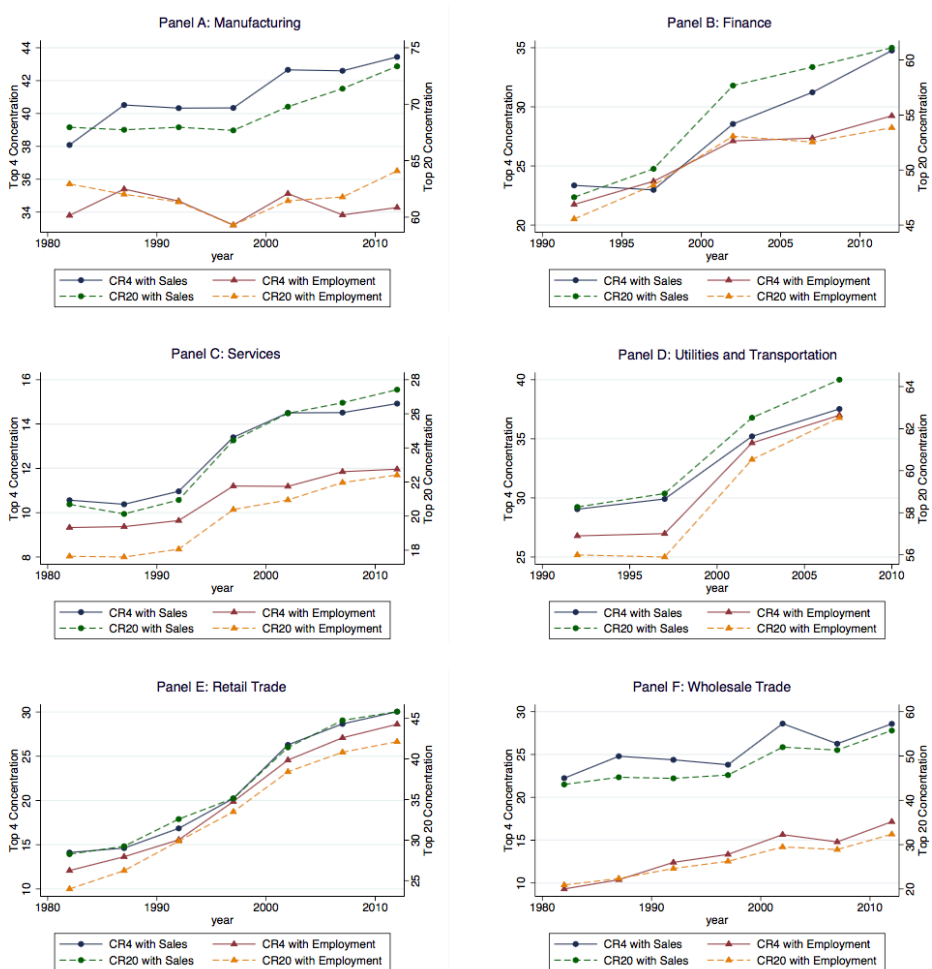 Panel A: Manufacturing
Top 4 Concentration
44
42
40
38
36
34
75
70
65
60
Top 20 Concentration
1980 1990 2000 2010
year
CR4 with Sales CR4 with Employment
CR20 with Sales CR20 with Employment
Panel B: Finance
Top 4 Concentration
35
30
25
20
60
55
50
45
Top 20 Concentration
1990 1995 2000 2005 2010
year
CR4 with Sales CR4 with Employment
CR20 with Sales CR20 with Employment
Panel C: Services
Top 4 Concentration
16
14
12
10
8
28
26
24
22
20
18
Top 20 Concentration
1980 1990 2000 2010
year
CR4 with Sales CR4 with Employment
CR20 with Sales CR20 with Employment
Panel D: Utilities and Transportation
Top 4 Concentration
40
35
30
25
64
62
60
58
56
Top 20 Concentration
1990 1995 2000 2005 2010
year
CR4 with Sales CR4 with Employment
CR20 with Sales CR20 with Employment
Panel E: Retail Trade
Top 4 Concentration
30
25
20
15
10
45
40
35
30
25
Top 20 Concentration
1980 1990 2000 2010
year
CR4 with Sales CR4 with Employment
CR20 with Sales CR20 with Employment
Panel F: Wholesale Trade
Top 4 Concentration
30
25
20
15
10
60
50
40
30
20
Top 20 Concentration
1980 1990 2000 2010
year
CR4 with Sales CR4 with Employment
CR20 with Sales CR20 with Employment